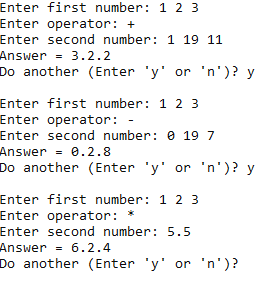 Enter first number: 1 2 3
Enter operator: +
Enter second number: 1 19 11
Answer = 3.2.2
Do another (Enter 'y' or 'n')? y
Enter first number: 1 2 3
Enter operator: -
Enter second number: 0 19 7
Answer = 0.2.8
Do another (Enter 'y' or 'n')? y
Enter first number: 1 2 3
Enter operator: *
Enter second number: 5.5
Answer = 6.2.4
Do another (Enter 'y' or 'n')?